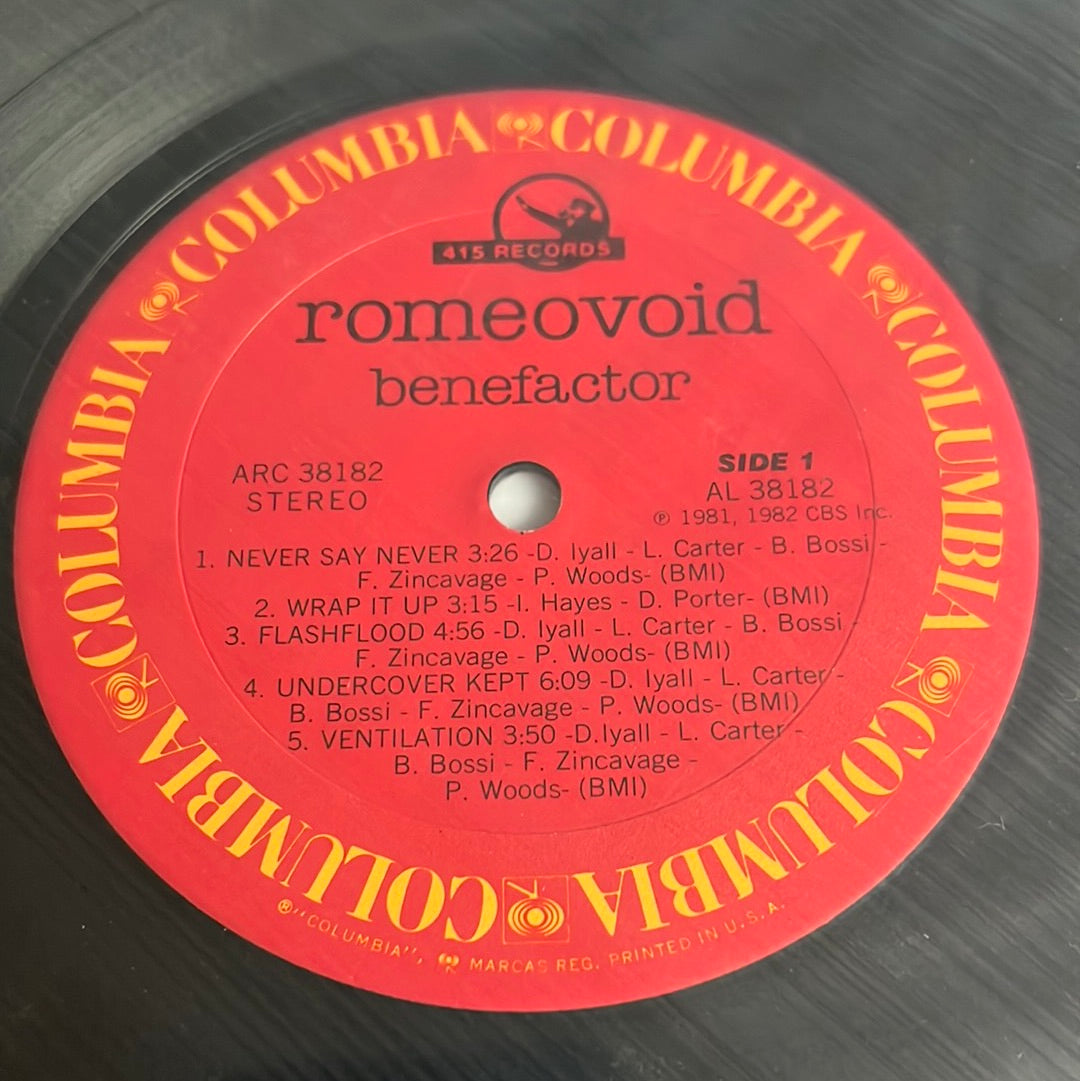 COLUMBIA COLUMBIA COLUMBIA COLUMBIA COLUMBIA COLUMBIA COLUMBIA
415 RECORDS
romeovoid
benefactor
ARC 38182
STEREO
SIDE 1
AL 38182
℗ 1981, 1982 CBS Inc.
1. NEVER SAY NEVER 3:26 -D. Iyall - L. Carter - B. Bossi -
F. Zincavage - P. Woods- (BMI)
2. WRAP IT UP 3:15 -I. Hayes - D. Porter- (BMI)
3. FLASHFLOOD 4:56 -D. Iyall - L. Carter - B. Bossi -
F. Zincavage - P. Woods- (BMI)
4. UNDERCOVER KEPT 6:09 -D. Iyall - L. Carter -
B. Bossi - F. Zincavage - P. Woods- (BMI)
5. VENTILATION 3:50 -D.Iyall - L. Carter -
B. Bossi - F. Zincavage -
P. Woods- (BMI)
®"COLUMBIA", MARCAS REG. PRINTED IN U.S.A.